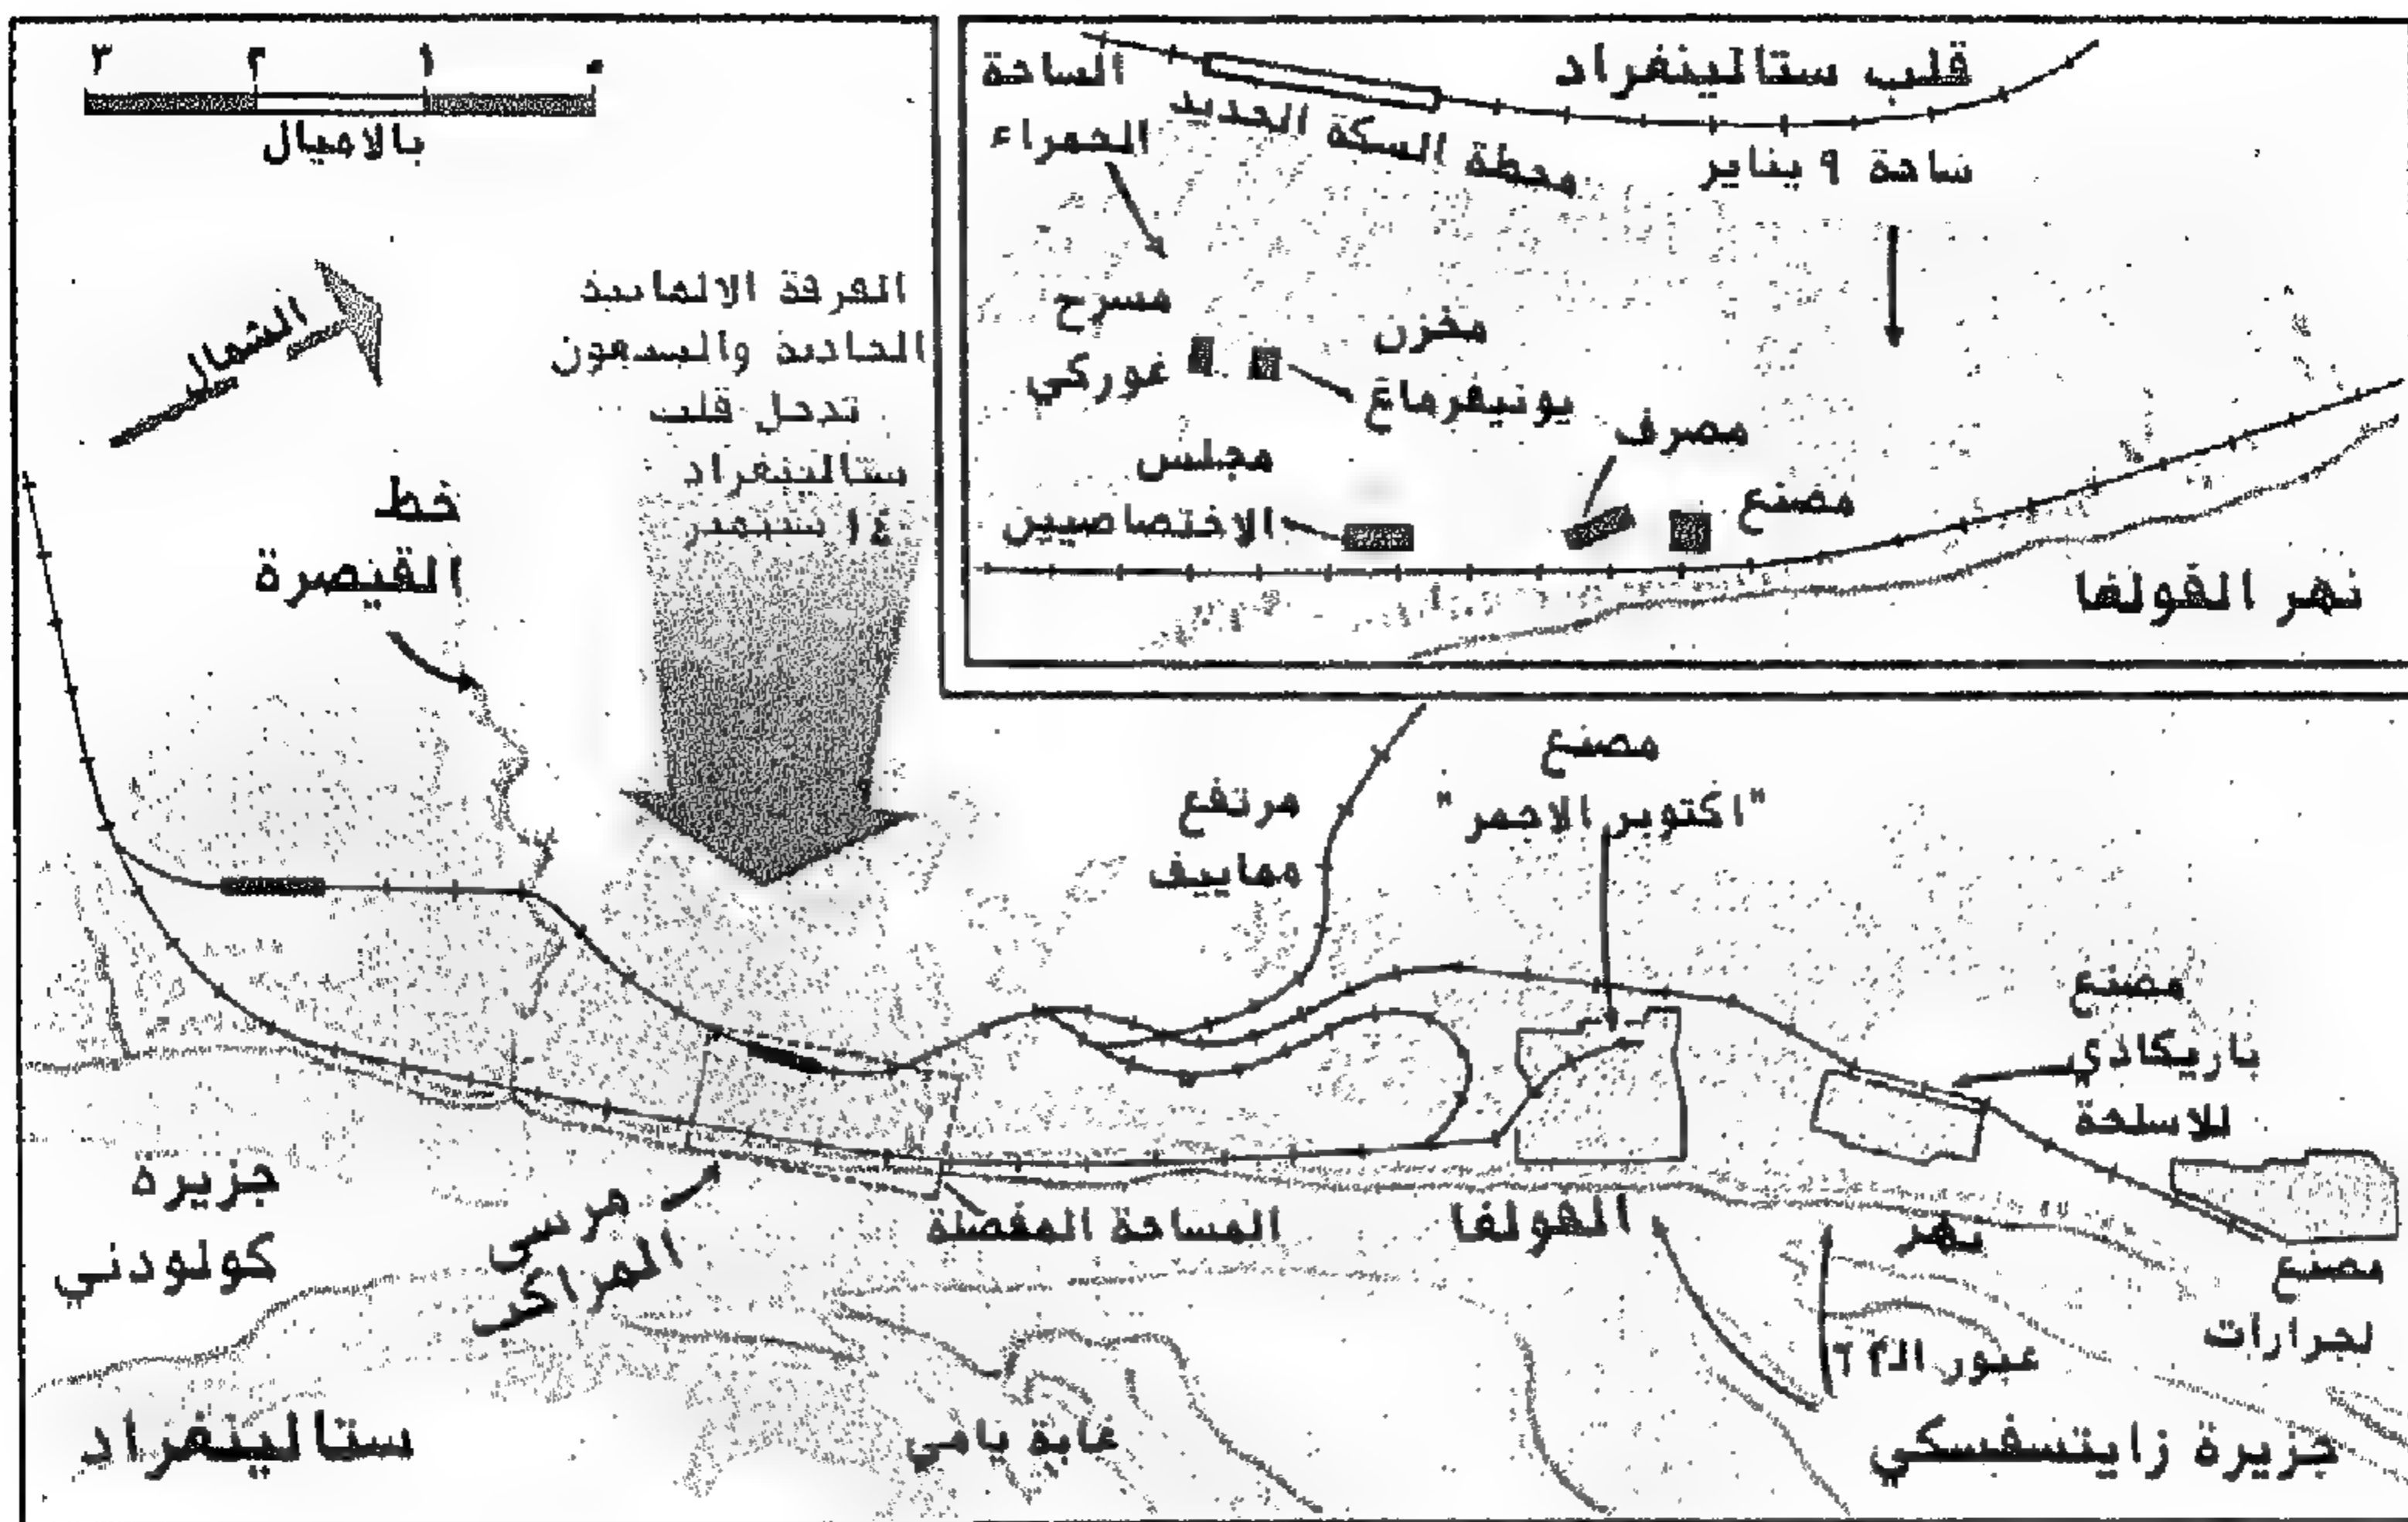 ٣ ٢ ١ ٠
بالاميال
الشمال
الفرقة الالمانية
الحادية والسبعون
تدخل قلب
ستالينغراد
١٤ سبتمبر
خط
القيصرة
قلب ستالينغراد
الساحة
الحمراء
محطة السكة الحديد
ساحة ٩ يناير
مسرح
غوركي
مخزن
يونيفرماغ
مصرف
مجلس
الاختصاصيين
مصنع
نهر الفولغا
مصنع
"اكتوبر الاحمر"
مرتفع
مماييف
مصنع
باريكادي
للاسلحة
جزيرة
كولودني
مرسى
المراكب
المساحة المفصلة
الفولغا
نهر
مصنع
لجرارات
عبور الـ٦٢
ستالينغراد
غابة يامي
جزيرة زايتسفسكي